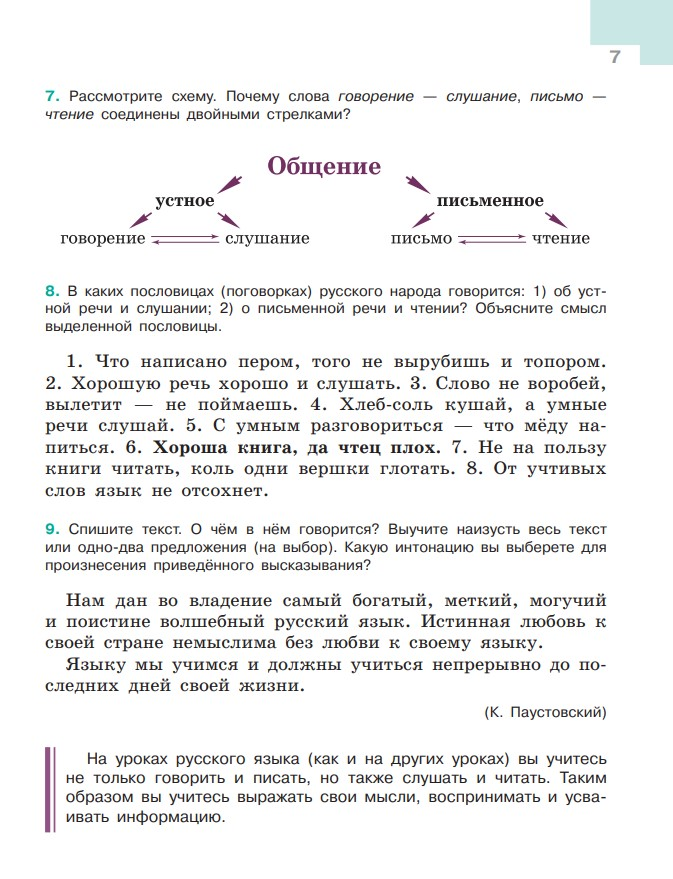 7
7. Рассмотрите схему. Почему слова говорение — слушание, письмо —
чтение соединены двойными стрелками?
Общение
устное письменное
говорение слушание письмо чтение
8. В каких пословицах (поговорках) русского народа говорится: 1) об уст-
ной речи и слушании; 2) о письменной речи и чтении? Объясните смысл
выделенной пословицы.
1. Что написано пером, того не вырубишь и топором.
2. Хорошую речь хорошо и слушать. 3. Слово не воробей,
вылетит — не поймаешь. 4. Хлеб-соль кушай, а умные
речи слушай. 5. С умным разговориться — что мёду на-
питься. 6. Хороша книга, да чтец плох. 7. Не на пользу
книги читать, коль одни вершки глотать. 8. От учтивых
слов язык не отсохнет.
9. Спишите текст. О чём в нём говорится? Выучите наизусть весь текст
или одно-два предложения (на выбор). Какую интонацию вы выберете для
произнесения приведённого высказывания?
Нам дан во владение самый богатый, меткий, могучий
и поистине волшебный русский язык. Истинная любовь к
своей стране немыслима без любви к своему языку.
Языку мы учимся и должны учиться непрерывно до по-
следних дней своей жизни.
(К. Паустовский)
На уроках русского языка (как и на других уроках) вы учитесь
не только говорить и писать, но также слушать и читать. Таким
образом вы учитесь выражать свои мысли, воспринимать и усва-
ивать информацию.